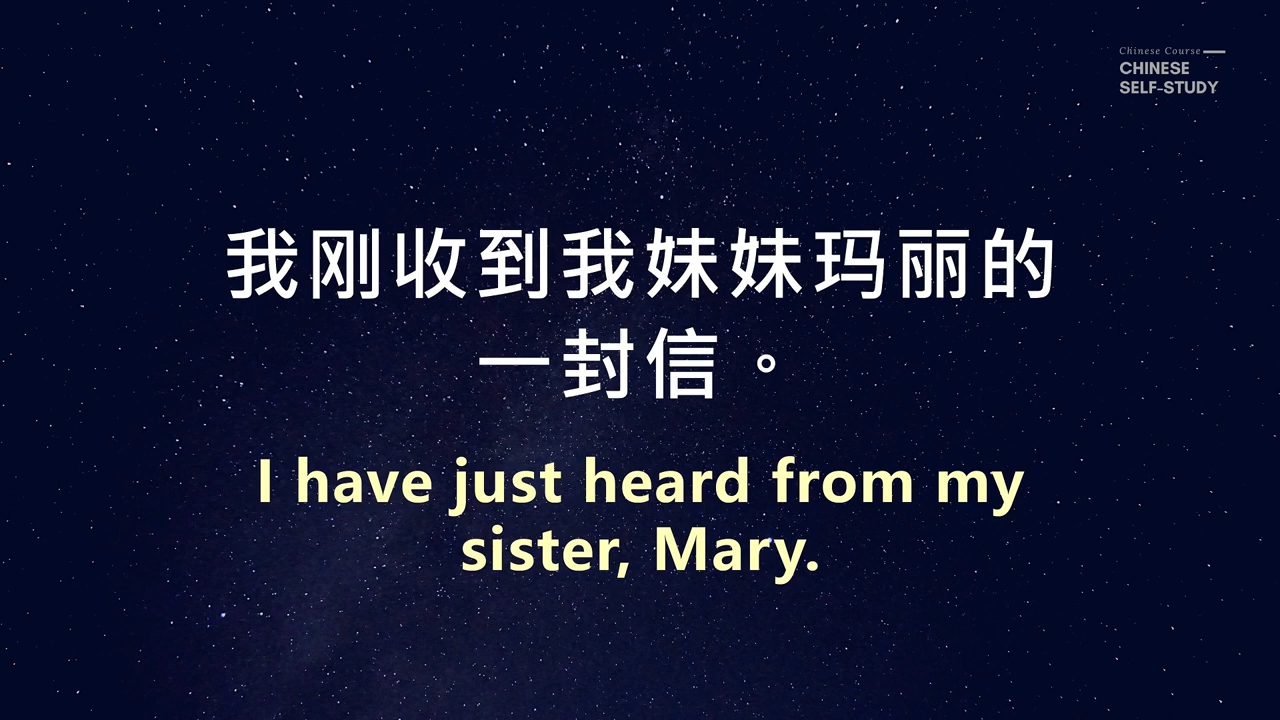 Chinese Course
CHINESE
SELF-STUDY
我刚收到我妹妹玛丽的
一封信。
I have just heard from my
sister, Mary.